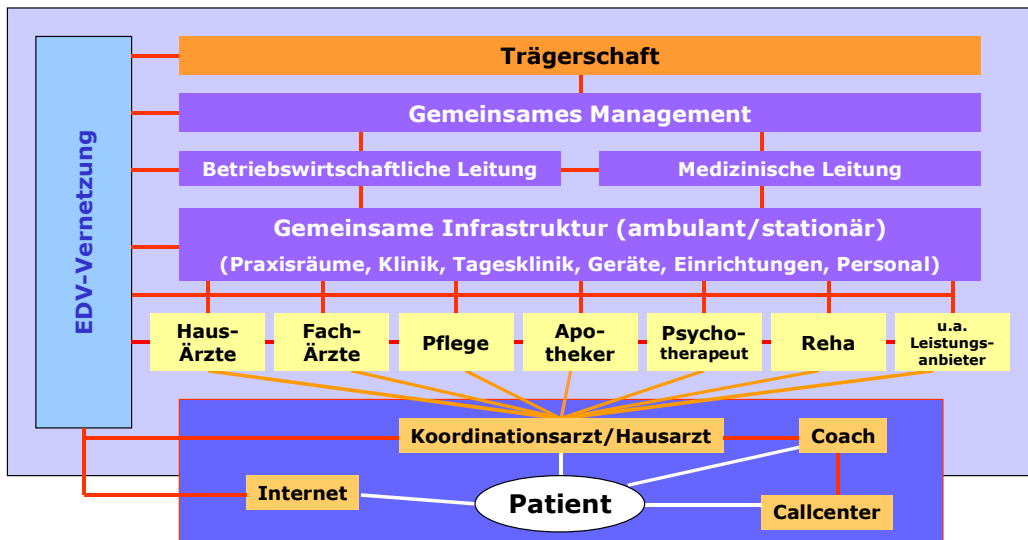 EDV-Vernetzung
Trägerschaft
Gemeinsames Management
Betriebswirtschaftliche Leitung
Medizinische Leitung
Gemeinsame Infrastruktur (ambulant/stationär)
(Praxisräume, Klinik, Tagesklinik, Geräte, Einrichtungen, Personal)
Haus-
Ärzte
Fach-
Ärzte
Pflege
Apo-
theker
Psycho-
therapeut
Reha
u.a.
Leistungs-
anbieter
Koordinationsarzt/Hausarzt
Coach
Internet
Patient
Callcenter